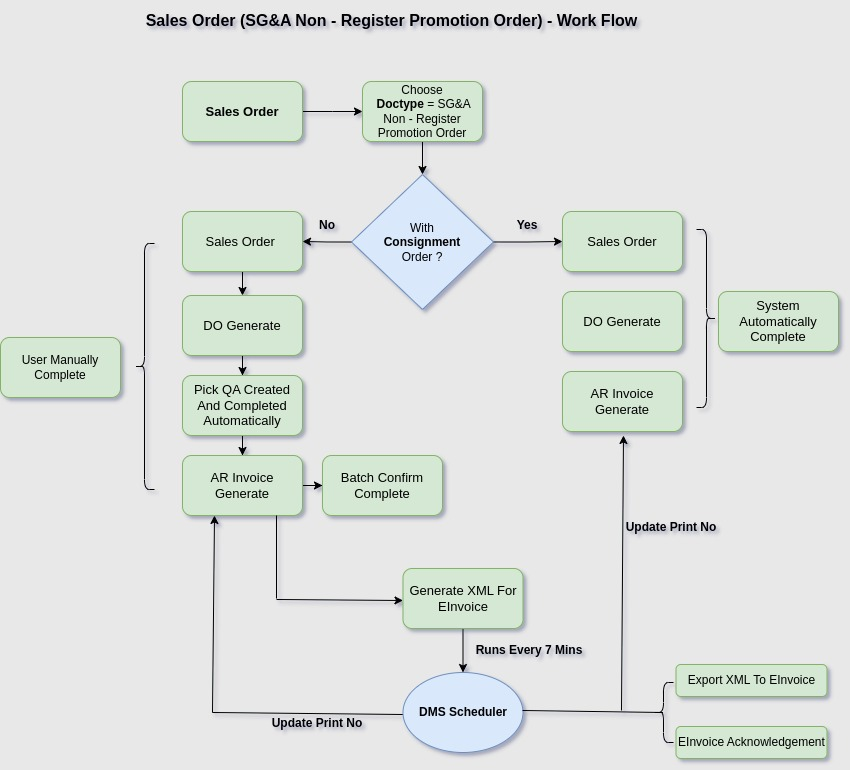 Sales Order (SG&A Non - Register Promotion Order) - Work Flow
Sales Order
Choose
Doctype = SG&A
Non - Register
Promotion Order
With
Consignment
Order ?
No
Yes
Sales Order
DO Generate
Pick QA Created
And Completed
Automatically
AR Invoice
Generate
Batch Confirm
Complete
User Manually
Complete
Sales Order
DO Generate
AR Invoice
Generate
System
Automatically
Complete
Update Print No
Generate XML For
EInvoice
Runs Every 7 Mins
DMS Scheduler
Update Print No
Export XML To EInvoice
EInvoice Acknowledgement